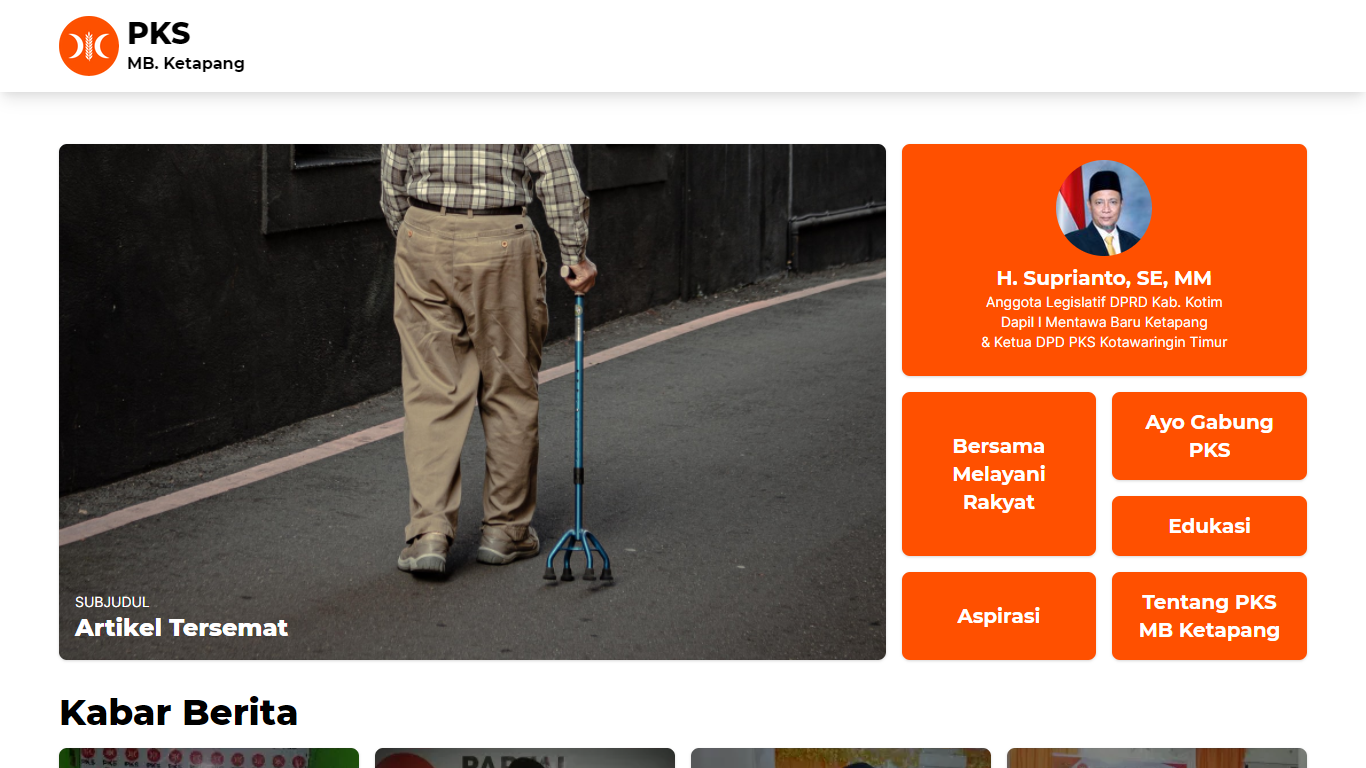 PKS
MB. Ketapang
SUBJUDUL
Artikel Tersemat
H. Suprianto, SE, MM
Anggota Legislatif DPRD Kab. Kotim
Dapil I Mentawa Baru Ketapang
& Ketua DPD PKS Kotawaringin Timur
Bersama
Melayani
Rakyat
Ayo Gabung
PKS
Edukasi
Aspirasi
Tentang PKS
MB Ketapang
Kabar Berita